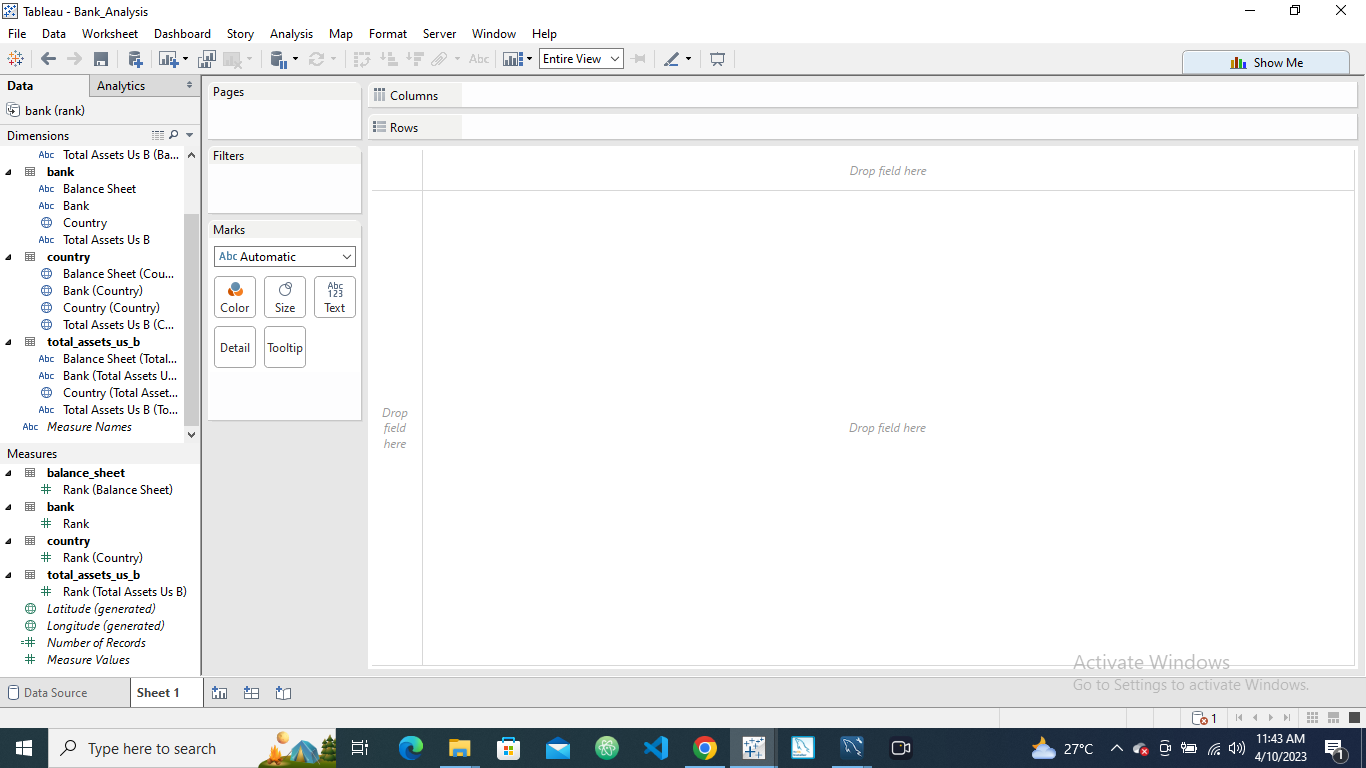 Tableau - Bank_Analysis
File Data Worksheet Dashboard Story Analysis Map Format Server Window Help
Abc Entire View
Show Me
Data Analytics
bank (rank)
Dimensions
Abc Total Assets Us B (Ba...
bank
Abc Balance Sheet
Abc Bank
Country
Abc Total Assets Us B
country
Balance Sheet (Cou...
Bank (Country)
Country (Country)
Total Assets Us B (C...
total_assets_us_b
Abc Balance Sheet (Total...
Abc Bank (Total Assets U...
Country (Total Asset...
Abc Total Assets Us B (To...
Abc Measure Names
Measures
balance_sheet
# Rank (Balance Sheet)
bank
# Rank
country
# Rank (Country)
total_assets_us_b
# Rank (Total Assets Us B)
Latitude (generated)
Longitude (generated)
=# Number of Records
# Measure Values
Pages
Filters
Marks
Abc Automatic
Color Size Abc 123 Text
Detail Tooltip
Columns
Rows
Drop field here
Drop
field
here
Drop field here
Activate Windows
Go to Settings to activate Windows.
Data Source Sheet 1
1
Type here to search
27°C
11:43 AM
4/10/2023
1